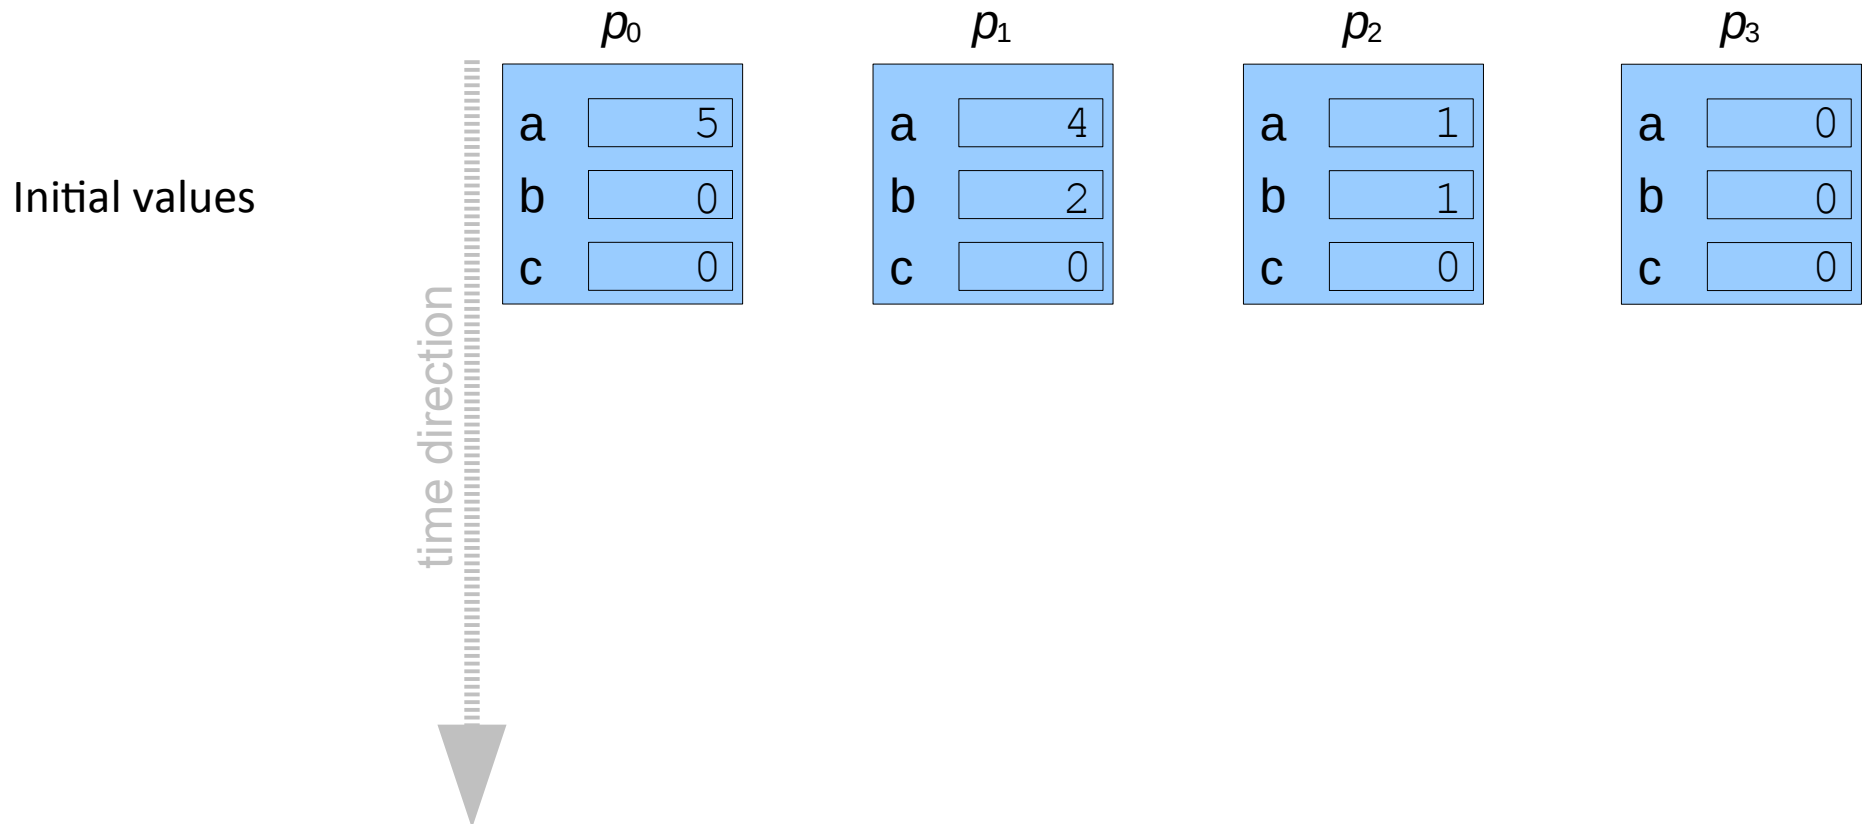 p0 p1 p2 p3
a 5 a 4 a 1 a 0
Initial values b 0 b 2 b 1 b 0
c 0 c 0 c 0 c 0
time direction